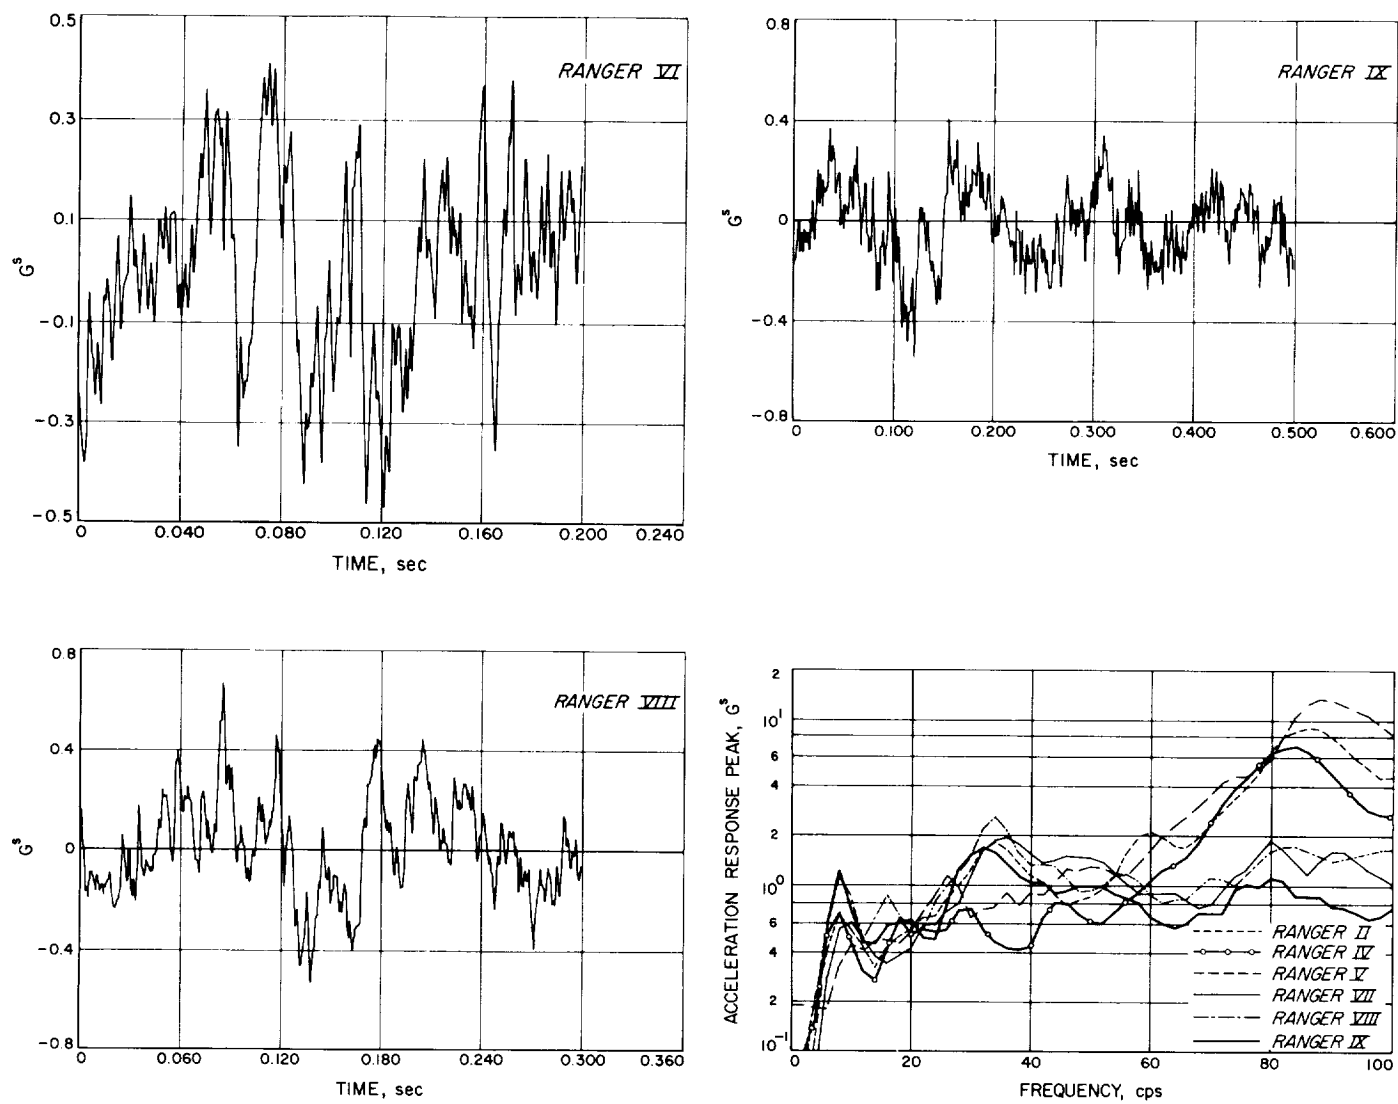 RANGER VI
G^s
0.5
0.3
0.1
-0.1
-0.3
-0.5
0 0.040 0.080 0.120 0.160 0.200 0.240
TIME, sec
RANGER IX
G^s
0.8
0.4
0
-0.4
-0.8
0 0.100 0.200 0.300 0.400 0.500 0.600
TIME, sec
RANGER VIII
G^s
0.8
0.4
0
-0.4
-0.8
0 0.060 0.120 0.180 0.240 0.300 0.360
TIME, sec
ACCELERATION RESPONSE PEAK, G^s
2
10^1
8
6
4
2
10^0
8
6
4
2
10^-1
0 20 40 60 80 100
FREQUENCY, cps
RANGER II
RANGER IV
RANGER V
RANGER VII
RANGER VIII
RANGER IX